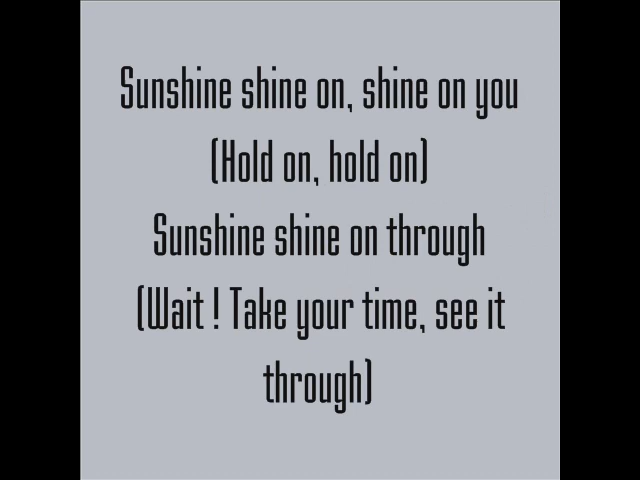 Sunshine shine on, shine on you
(Hold on, hold on)
Sunshine shine on through
(Wait ! Take your time, see it
through)